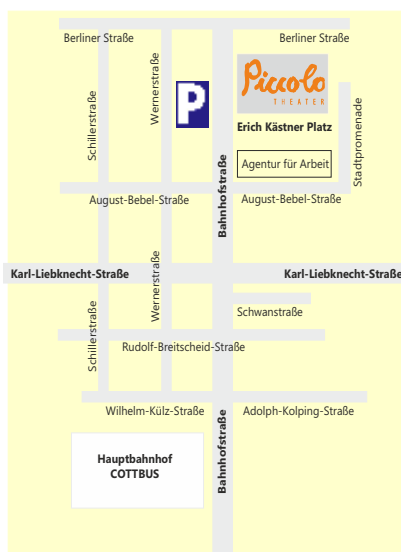 Berliner Straße
Berliner Straße
Schillerstraße
Wernerstraße
P
Piccolo
THEATER
Erich Kästner Platz
Agentur für Arbeit
Stadtpromenade
Bahnhofstraße
August-Bebel-Straße
August-Bebel-Straße
Karl-Liebknecht-Straße
Karl-Liebknecht-Straße
Schillerstraße
Wernerstraße
Schwanstraße
Rudolf-Breitscheid-Straße
Wilhelm-Külz-Straße
Adolph-Kolping-Straße
Bahnhofstraße
Hauptbahnhof
COTTBUS